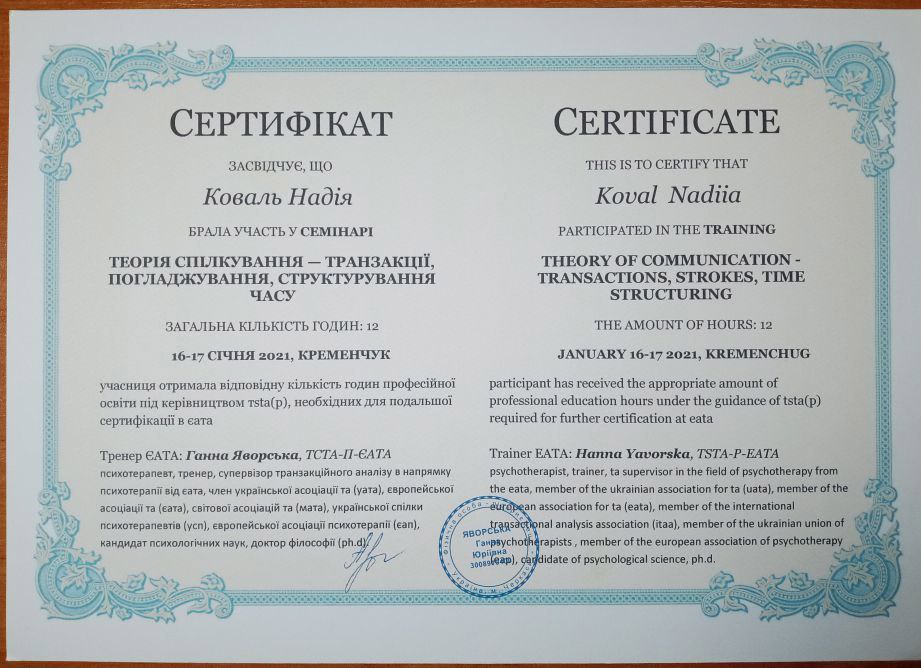 СЕРТИФІКАТ
ЗАСВІДЧУЄ, ЩО
Коваль Надія
БРАЛА УЧАСТЬ У СЕМІНАРІ
ТЕОРІЯ СПІЛКУВАННЯ — ТРАНЗАКЦІЇ,
ПОГЛАДЖУВАННЯ, СТРУКТУРУВАННЯ
ЧАСУ
ЗАГАЛЬНА КІЛЬКІСТЬ ГОДИН: 12
16-17 СІЧНЯ 2021, КРЕМЕНЧУК
учасниця отримала відповідну кількість годин професійної
освіти під керівництвом tsta(p), необхідних для подальшої
сертифікації в єата
Тренер ЄАТА: Ганна Яворська, ТСТА-П-ЄАТА
психотерапевт, тренер, супервізор транзакційного аналізу в напрямку
психотерапії від єата, член української асоціації та (уата), європейської
асоціації та (єата), світової асоціацій та (мата), української спілки
психотерапевтів (усп), європейської асоціації психотерапії (єап),
кандидат психологічних наук, доктор філософії (ph.d)
CERTIFICATE
THIS IS TO CERTIFY THAT
Koval Nadiia
PARTICIPATED IN THE TRAINING
THEORY OF COMMUNICATION -
TRANSACTIONS, STROKES, TIME
STRUCTURING
THE AMOUNT OF HOURS: 12
JANUARY 16-17 2021, KREMENCHUG
participant has received the appropriate amount of
professional education hours under the guidance of tsta(p)
required for further certification at eata
Trainer EATA: Hanna Yavorska, TSTA-P-EATA
psychotherapist, trainer, ta supervisor in the field of psychotherapy from
the eata, member of the ukrainian association for ta (uata), member of the
european association for ta (eata), member of the international
transactional analysis association (itaa), member of the ukrainian union of
psychotherapists , member of the european association of psychotherapy
(eap), candidate of psychological science, ph.d.
ЯВОРСЬКА
Ганна
Юріївна